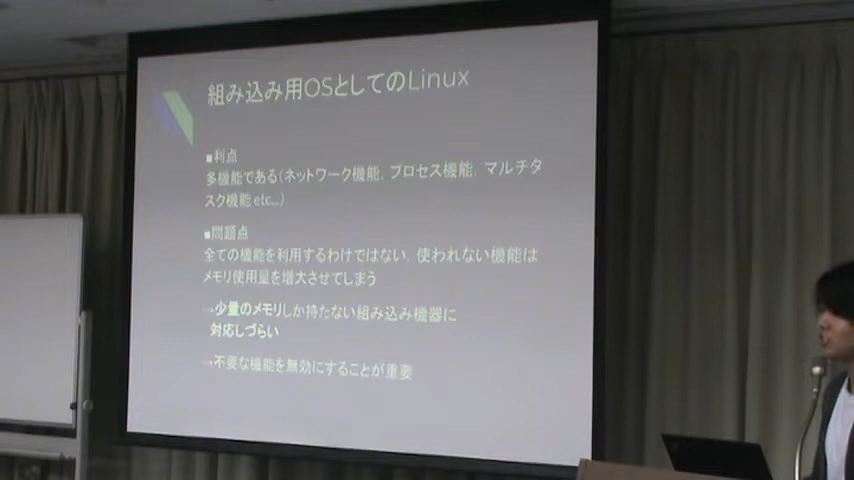 組み込み用OSとしてのLinux
■利点
多機能である(ネットワーク機能, プロセス機能, マルチタ
スク機能 etc...)
■問題点
全ての機能を利用するわけではない, 使われない機能は
メモリ使用量を増大させてしまう
→少量のメモリしか持たない組み込み機器に
対応しづらい
→不要な機能を無効にすることが重要